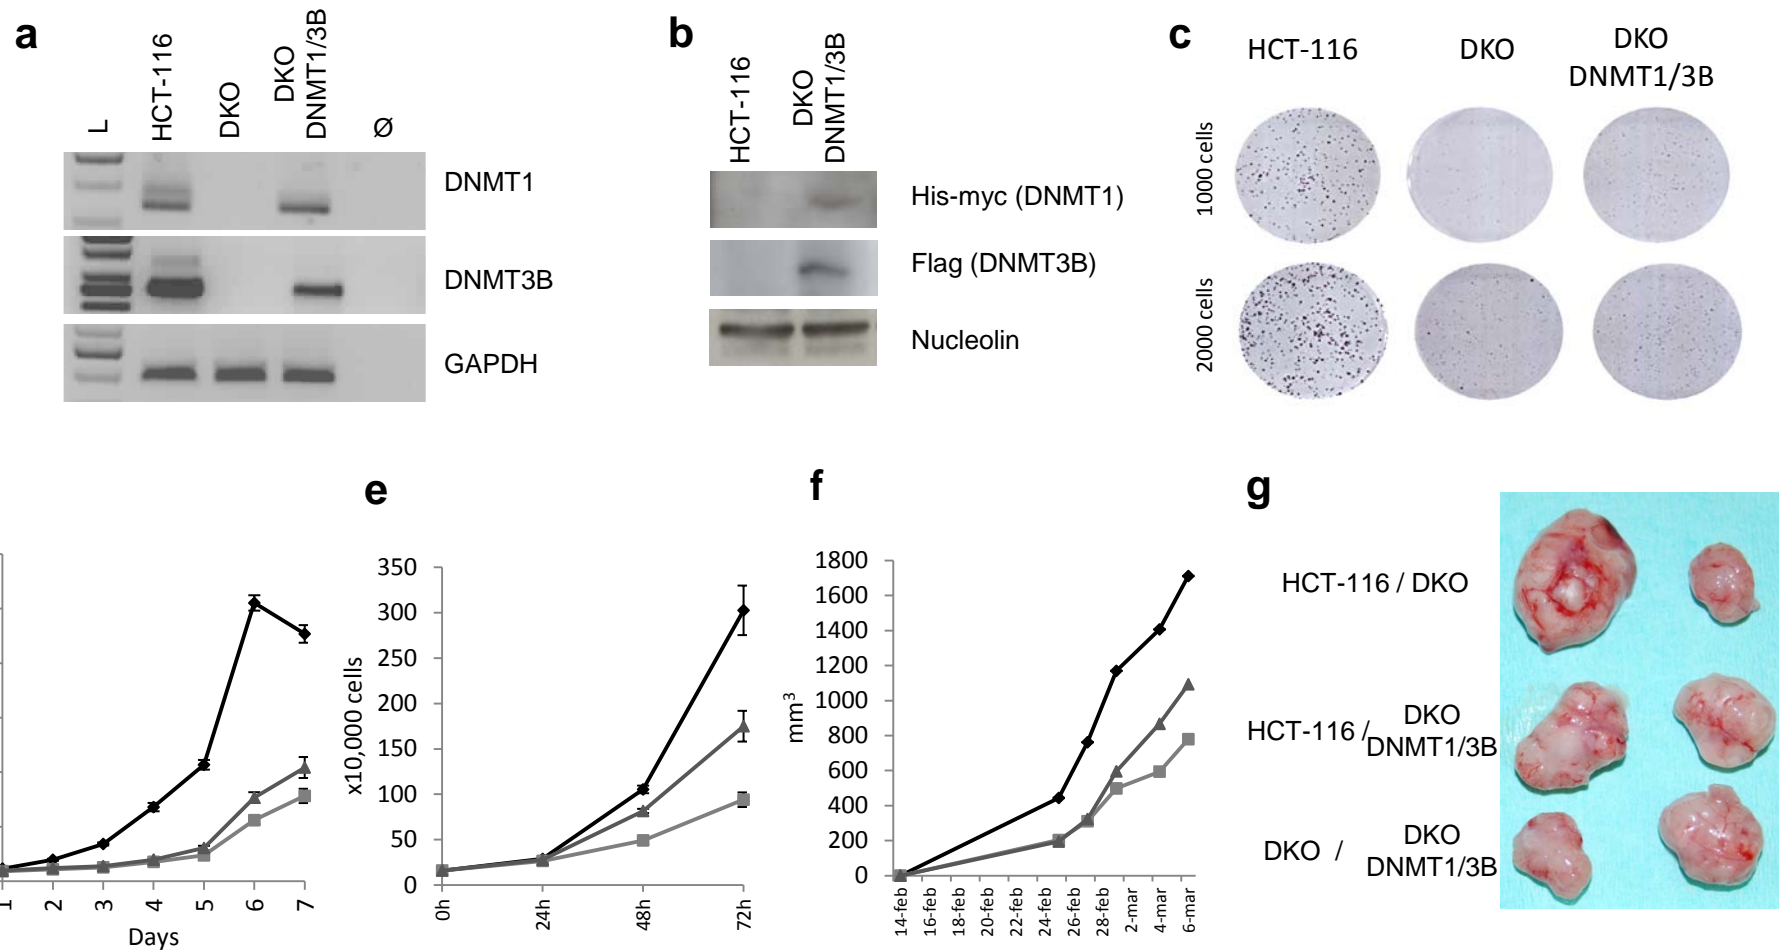 a
L
HCT-116
DKO
DKO
DNMT1/3B
Ø
DNMT1
DNMT3B
GAPDH
b
HCT-116
DKO
DNMT1/3B
His-myc (DNMT1)
Flag (DNMT3B)
Nucleolin
c
HCT-116
DKO
DKO
DNMT1/3B
1000 cells
2000 cells
1
2
3
4
5
6
7
Days
e
x10,000 cells
350
300
250
200
150
100
50
0
0h
24h
48h
72h
f
mm³
1800
1600
1400
1200
1000
800
600
400
200
0
14-feb
16-feb
18-feb
20-feb
22-feb
24-feb
26-feb
28-feb
2-mar
4-mar
6-mar
g
HCT-116 / DKO
HCT-116 / DKO
DNMT1/3B
DKO / DKO
DNMT1/3B